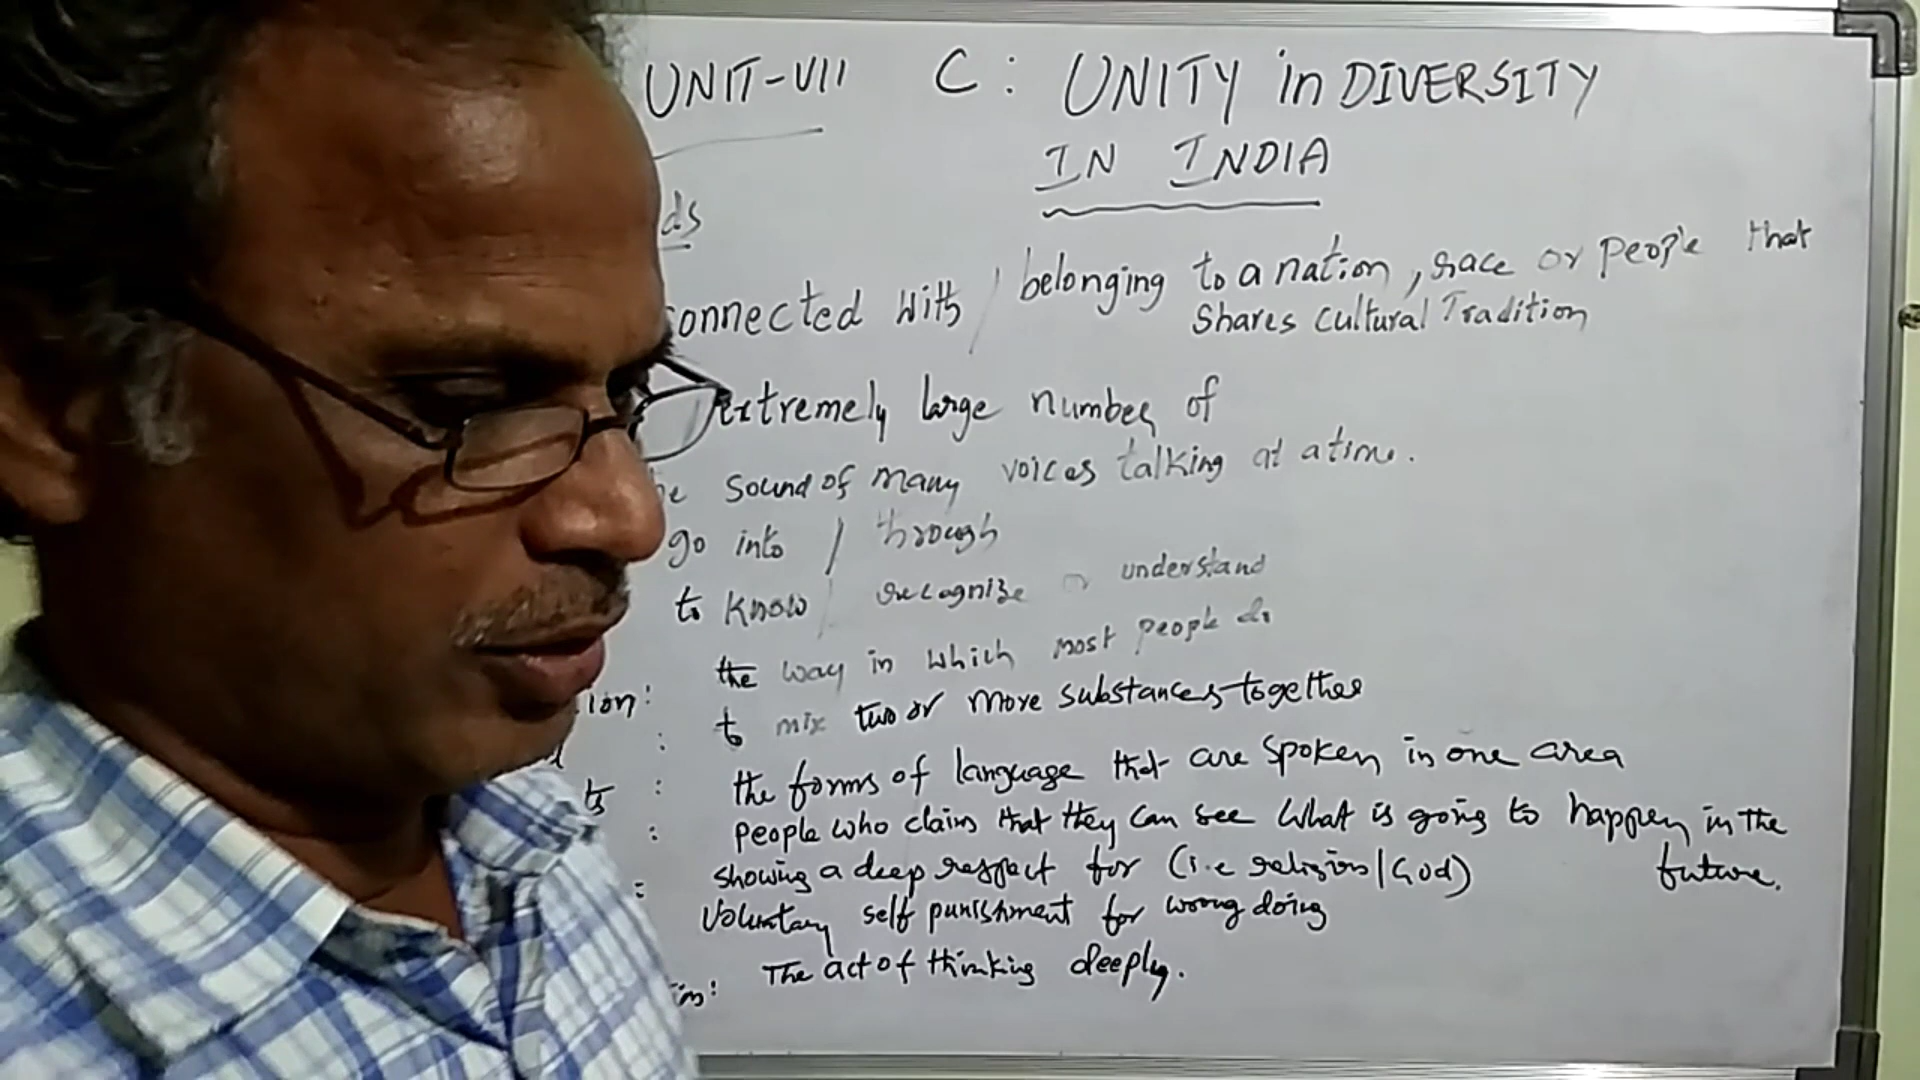 UNIT-VII C: UNITY in DIVERSITY
IN INDIA
ds
connected with / belonging to a nation, race or people that
Shares cultural Tradition
extremely large number of
he sound of many voices talking at a time.
go into / through
to know / recognize or understand
the way in which most people do
ion:
: to mix two or more substances together
ts : the forms of language that are spoken in one area
: people who claim that they can see what is going to happen in the
future.
: showing a deep respect for (i.e religion/God)
Voluntary self punishment for wrong doing
The act of thinking deeply.